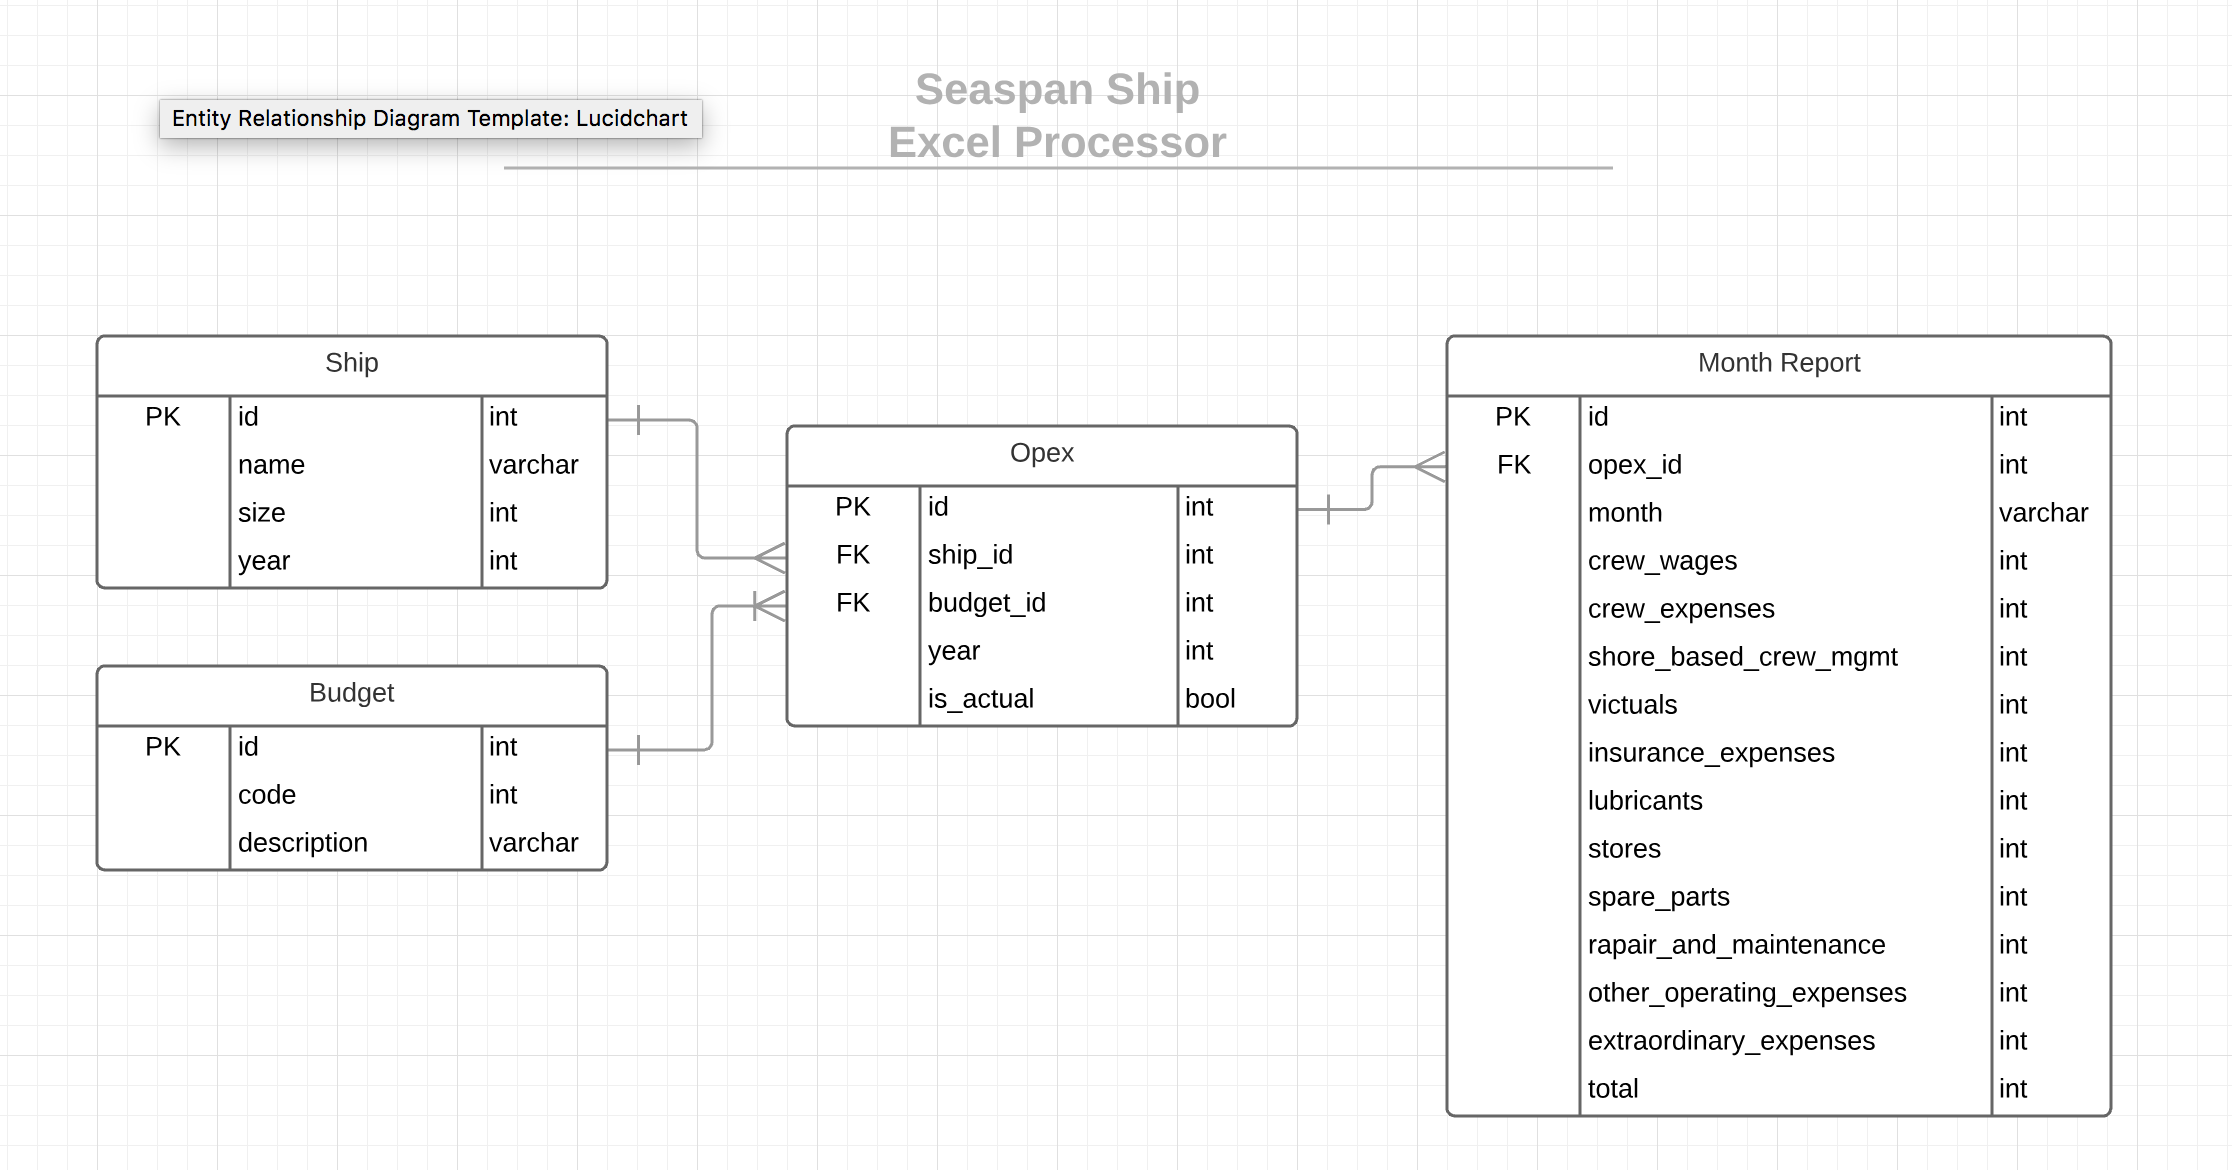 Seaspan Ship
Excel Processor
Entity Relationship Diagram Template: Lucidchart
Ship
PK id int
name varchar
size int
year int
Budget
PK id int
code int
description varchar
Opex
PK id int
FK ship_id int
FK budget_id int
year int
is_actual bool
Month Report
PK id int
FK opex_id int
month varchar
crew_wages int
crew_expenses int
shore_based_crew_mgmt int
victuals int
insurance_expenses int
lubricants int
stores int
spare_parts int
rapair_and_maintenance int
other_operating_expenses int
extraordinary_expenses int
total int